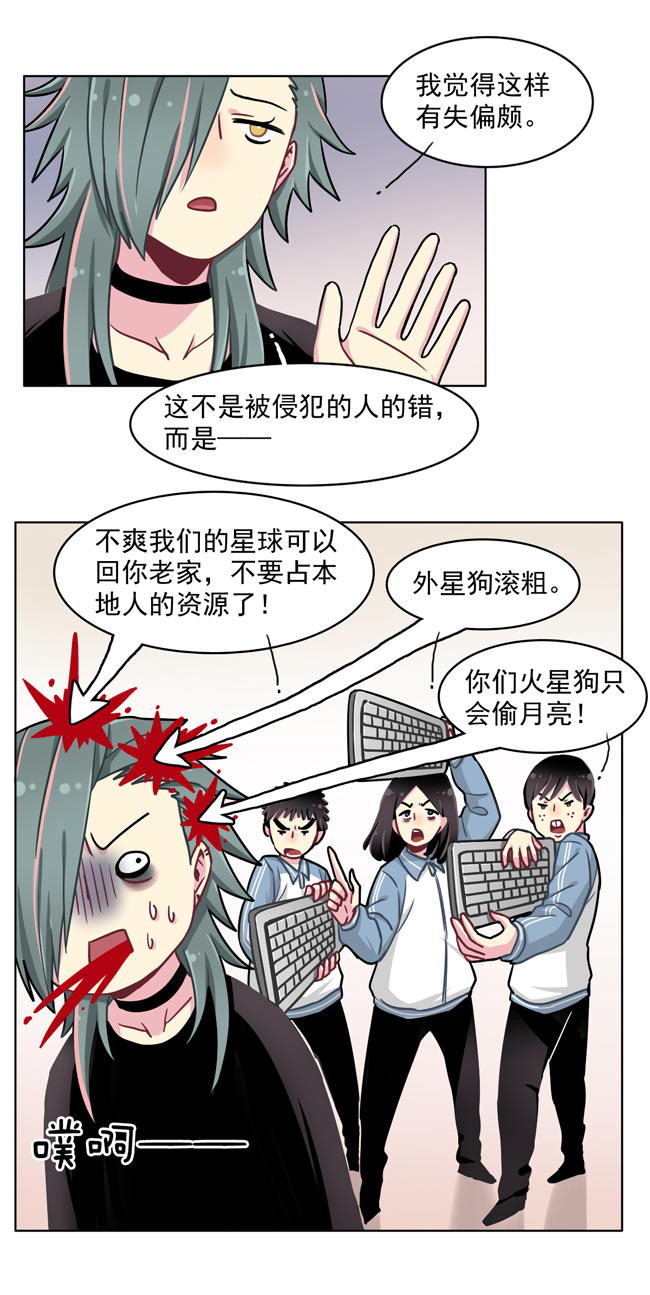 我觉得这样
有失偏颇。
这不是被侵犯的人的错，
而是——
不爽我们的星球可以
回你老家，不要占本
地人的资源了！
外星狗滚粗。
你们火星狗只
会偷月亮！
噗啊——